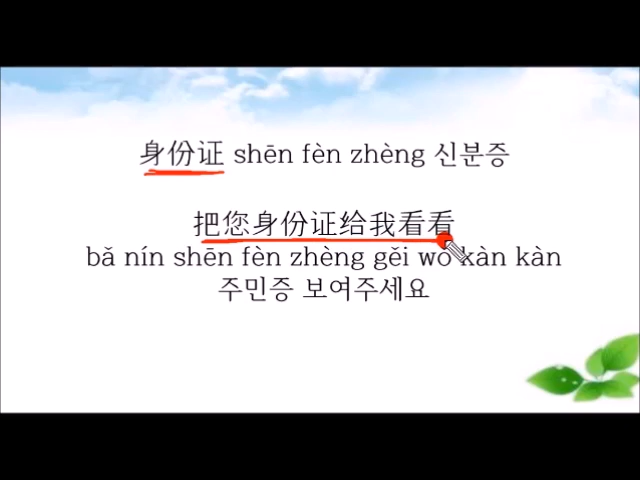 身份证 shēn fèn zhèng 신분증
把您身份证给我看看
bǎ nín shēn fèn zhèng gěi wǒ kàn kàn
주민증 보여주세요